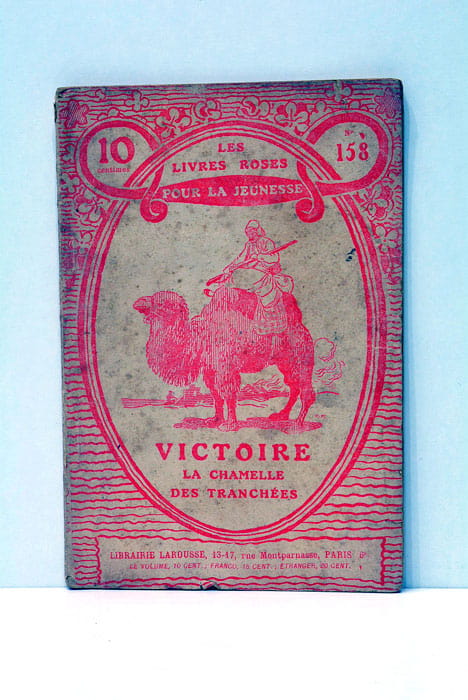 10
centimes
LES
LIVRES ROSES
POUR LA JEUNESSE
N°
158
VICTOIRE
LA CHAMELLE
DES TRANCHÉES
LIBRAIRIE LAROUSSE, 13-17, rue Montparnasse, PARIS 6e
LE VOLUME, 10 CENT.; FRANCO, 15 CENT.; ÉTRANGER, 20 CENT.